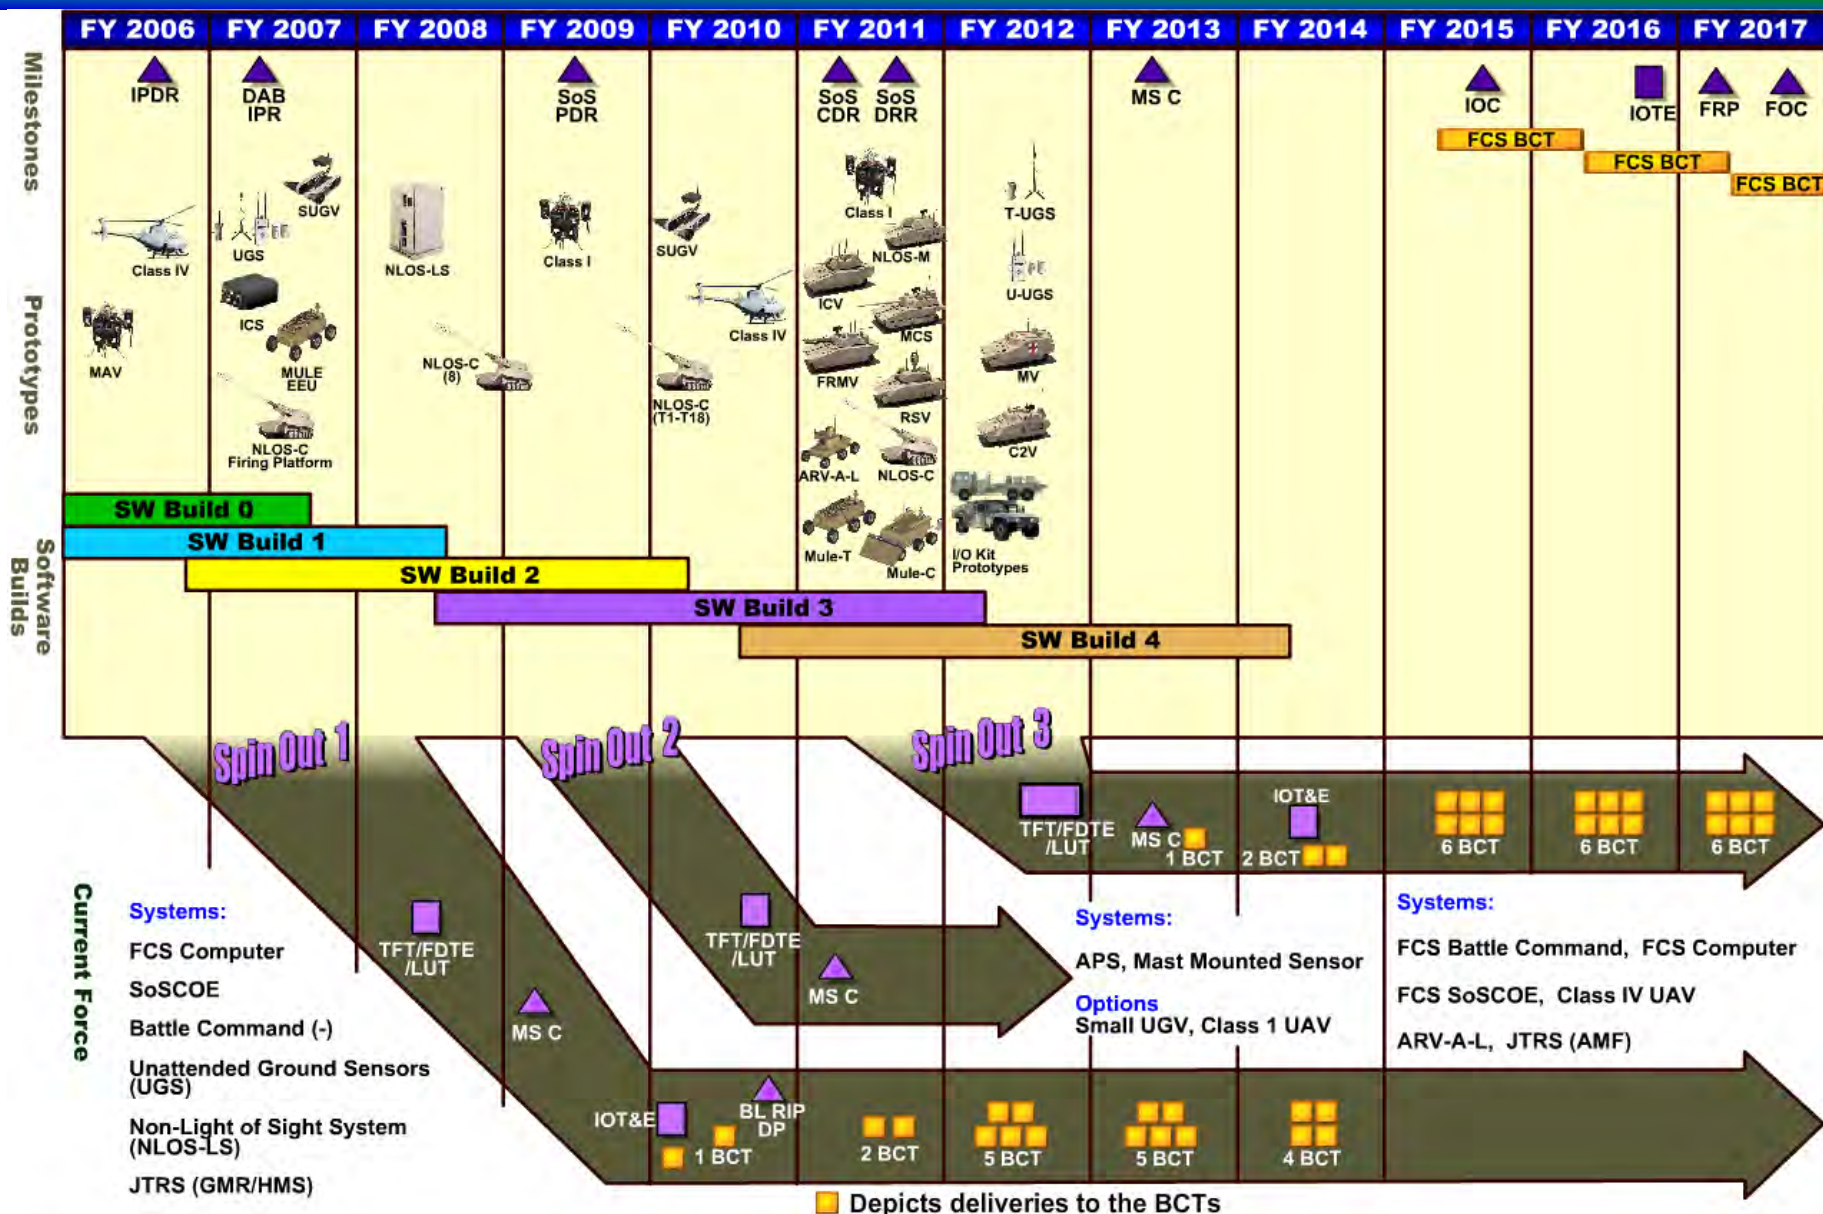 FY 2006 FY 2007 FY 2008 FY 2009 FY 2010 FY 2011 FY 2012 FY 2013 FY 2014 FY 2015 FY 2016 FY 2017
Milestones
IPDR
DAB
IPR
SoS
PDR
SoS
CDR
SoS
DRR
MS C
IOC
IOTE
FRP
FOC
FCS BCT
FCS BCT
FCS BCT
Prototypes
Class IV
MAV
SUGV
UGS
ICS
MULE
EEU
NLOS-C
Firing Platform
NLOS-LS
NLOS-C
(8)
Class I
SUGV
Class IV
NLOS-C
(T1-T18)
Class I
NLOS-M
ICV
MCS
FRMV
RSV
ARV-A-L
NLOS-C
Mule-T
Mule-C
T-UGS
U-UGS
MV
C2V
I/O Kit
Prototypes
Software
Builds
SW Build 0
SW Build 1
SW Build 2
SW Build 3
SW Build 4
Spin Out 1
Spin Out 2
Spin Out 3
TFT/FDTE
/LUT
MS C
1 BCT
IOT&E
2 BCT
6 BCT
6 BCT
6 BCT
Current Force
Systems:
FCS Computer
SoSCOE
Battle Command (-)
Unattended Ground Sensors
(UGS)
Non-Light of Sight System
(NLOS-LS)
JTRS (GMR/HMS)
TFT/FDTE
/LUT
MS C
TFT/FDTE
/LUT
MS C
Systems:
APS, Mast Mounted Sensor
Options
Small UGV, Class 1 UAV
Systems:
FCS Battle Command, FCS Computer
FCS SoSCOE, Class IV UAV
ARV-A-L, JTRS (AMF)
IOT&E
1 BCT
BL RIP
DP
2 BCT
5 BCT
5 BCT
4 BCT
Depicts deliveries to the BCTs